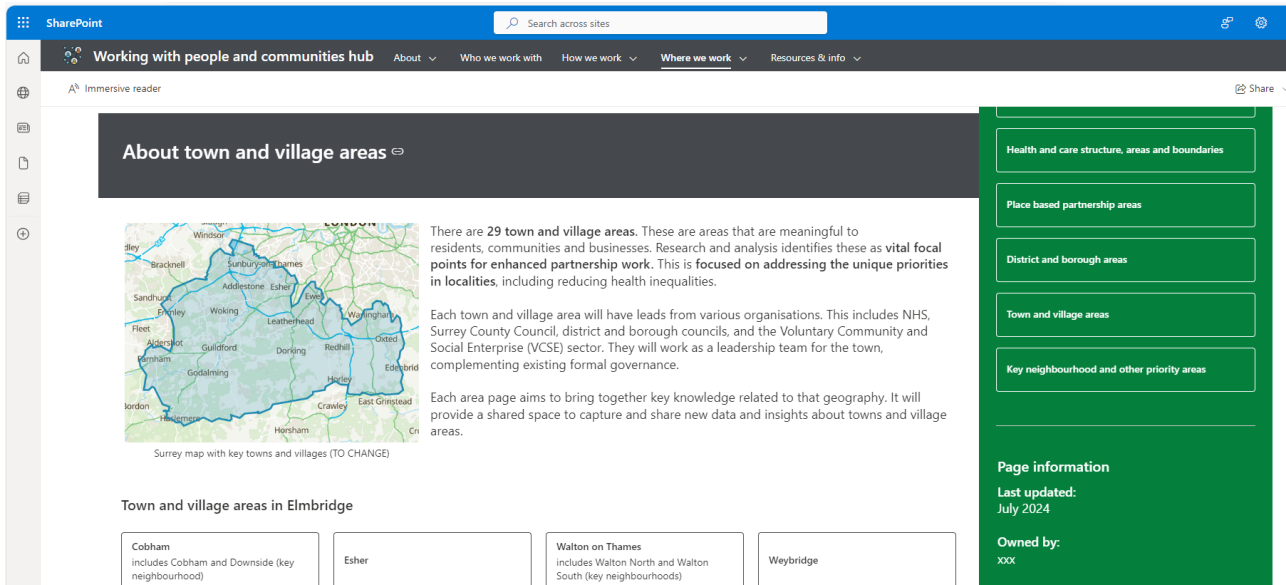 SharePoint
Search across sites
Working with people and communities hub
About
Who we work with
How we work
Where we work
Resources & info
Immersive reader
Share
About town and village areas
LONDON
Windsor
Bracknell
Sunbury-on-Thames
Addlestone
Esher
Sandhurst
Frimley
Woking
Leatherhead
Fleet
Aldershot
Guildford
Dorking
Redhill
Oxted
Farnham
Godalming
Horley
Crawley
East Grinstead
Haslemere
Horsham
Surrey map with key towns and villages (TO CHANGE)
There are 29 town and village areas. These are areas that are meaningful to
residents, communities and businesses. Research and analysis identifies these as vital focal
points for enhanced partnership work. This is focused on addressing the unique priorities
in localities, including reducing health inequalities.
Each town and village area will have leads from various organisations. This includes NHS,
Surrey County Council, district and borough councils, and the Voluntary Community and
Social Enterprise (VCSE) sector. They will work as a leadership team for the town,
complementing existing formal governance.
Each area page aims to bring together key knowledge related to that geography. It will
provide a shared space to capture and share new data and insights about towns and village
areas.
Town and village areas in Elmbridge
Cobham
includes Cobham and Downside (key
neighbourhood)
Esher
Walton on Thames
includes Walton North and Walton
South (key neighbourhoods)
Weybridge
Health and care structure, areas and boundaries
Place based partnership areas
District and borough areas
Town and village areas
Key neighbourhood and other priority areas
Page information
Last updated:
July 2024
Owned by:
xxx